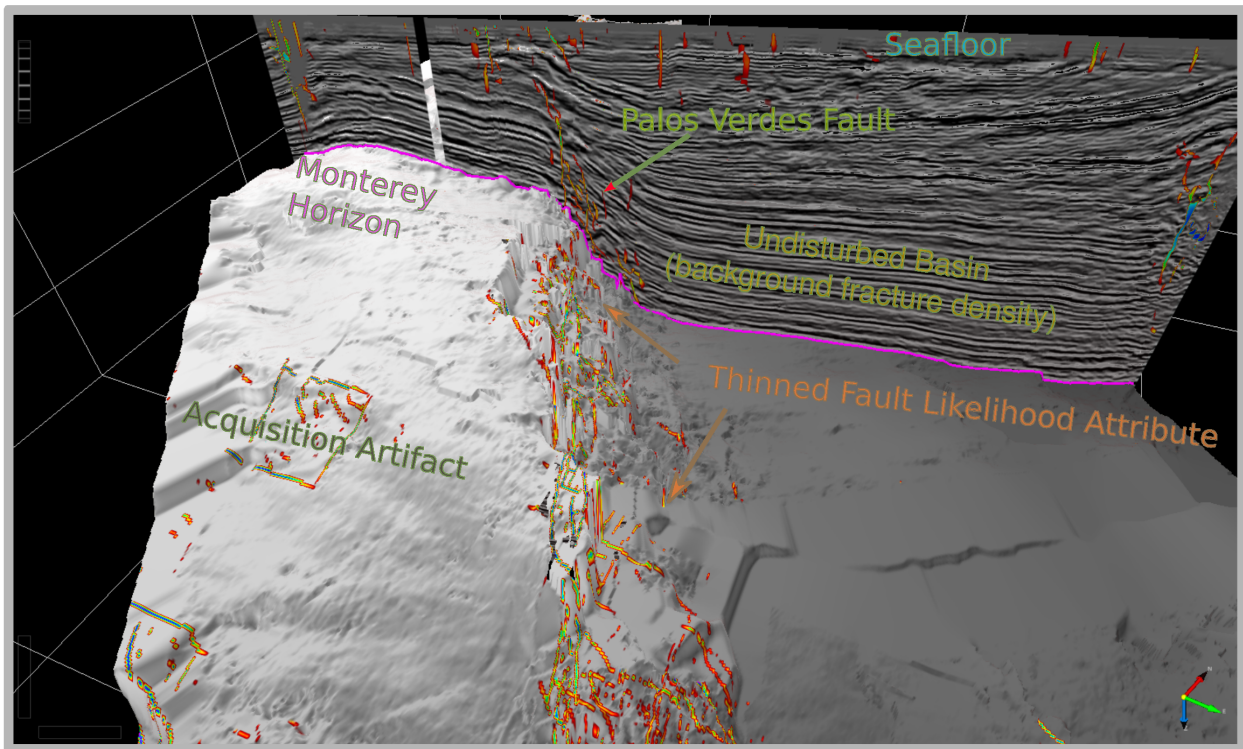 Seafloor
Palos Verdes Fault
Monterey
Horizon
Undisturbed Basin
(background fracture density)
Thinned Fault Likelihood Attribute
Acquisition Artifact